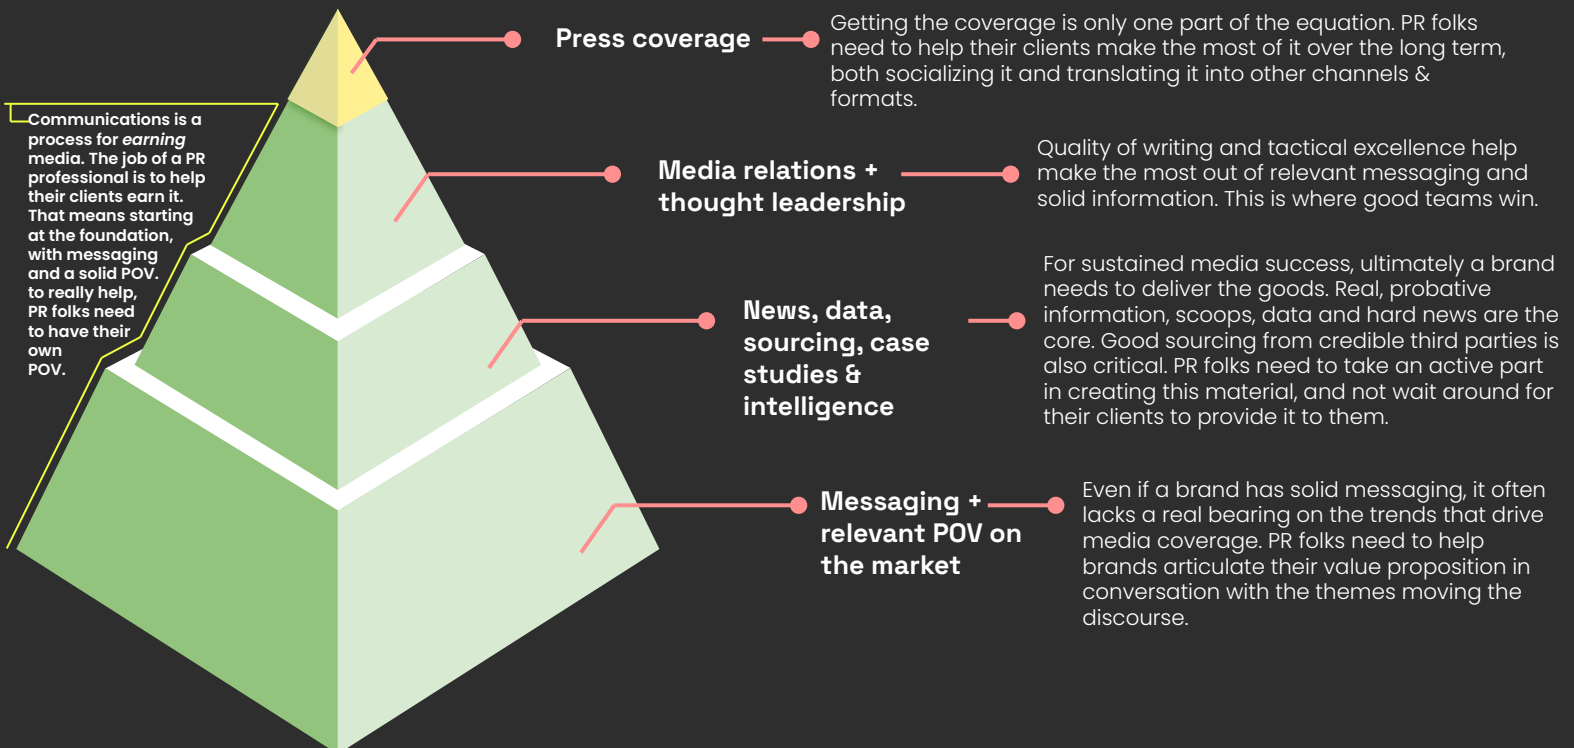 Press coverage
Getting the coverage is only one part of the equation. PR folks
need to help their clients make the most of it over the long term,
both socializing it and translating it into other channels &
formats.
Communications is a
process for earning
media. The job of a PR
professional is to help
their clients earn it.
That means starting
at the foundation,
with messaging
and a solid POV.
to really help,
PR folks need
to have their
own
POV.
Media relations +
thought leadership
Quality of writing and tactical excellence help
make the most out of relevant messaging and
solid information. This is where good teams win.
News, data,
sourcing, case
studies &
intelligence
For sustained media success, ultimately a brand
needs to deliver the goods. Real, probative
information, scoops, data and hard news are the
core. Good sourcing from credible third parties is
also critical. PR folks need to take an active part
in creating this material, and not wait around for
their clients to provide it to them.
Messaging +
relevant POV on
the market
Even if a brand has solid messaging, it often
lacks a real bearing on the trends that drive
media coverage. PR folks need to help
brands articulate their value proposition in
conversation with the themes moving the
discourse.